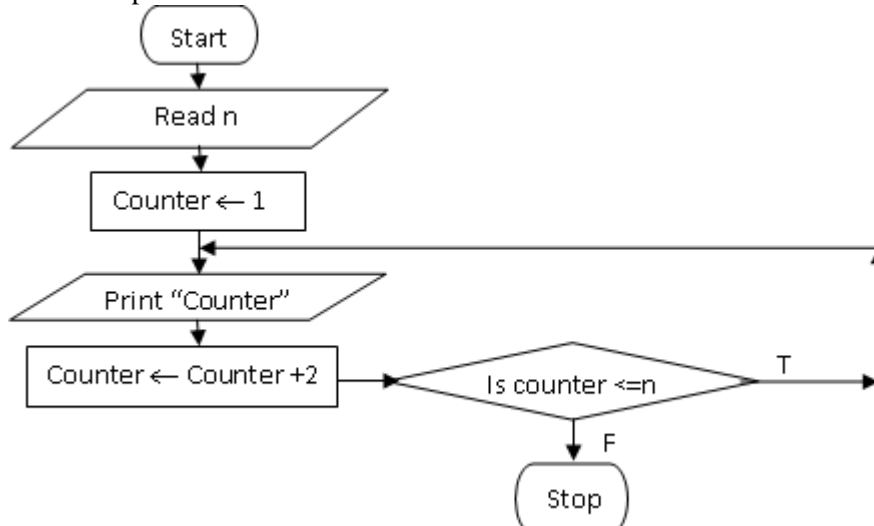 Start
Read n
Counter ← 1
Print “Counter”
Counter ← Counter +2
Is counter <=n
T
F
Stop